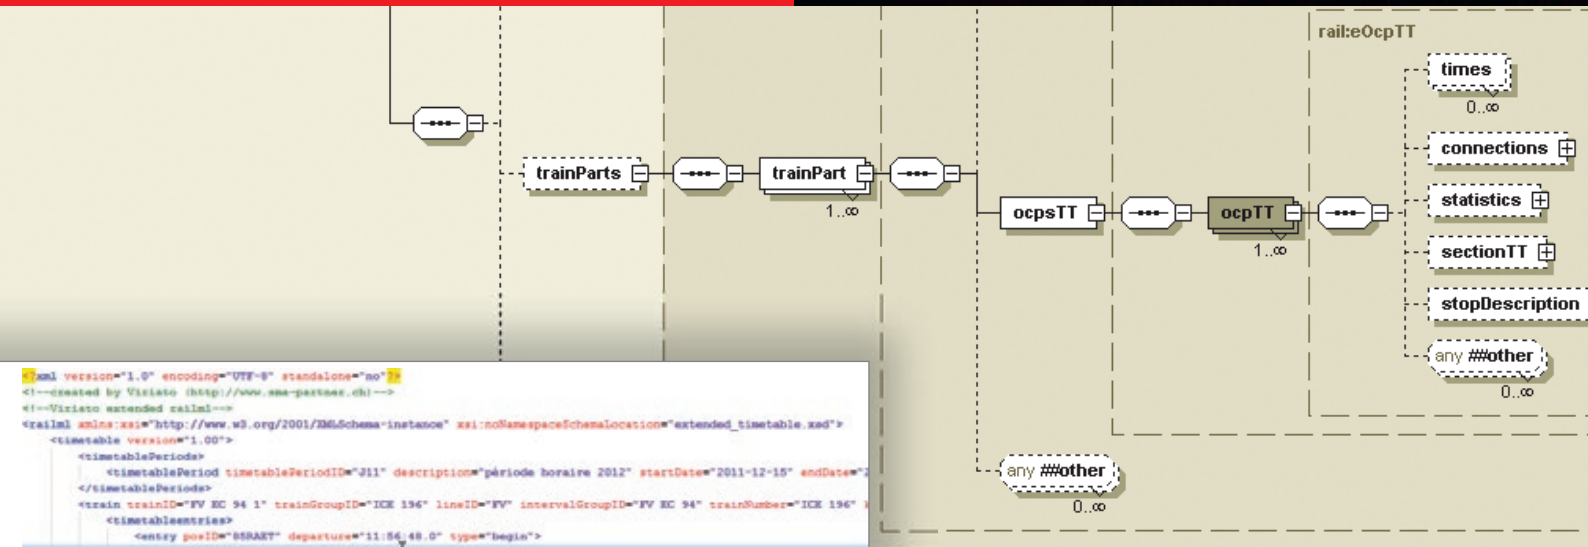 rail:eOcpTT
times
0..∞
connections
trainParts
trainPart
1..∞
statistics
ocpsTT
ocpTT
1..∞
sectionTT
stopDescription
any ##other
0..∞
any ##other
0..∞
<?xml version="1.0" encoding="UTF-8" standalone="no"?>
<!--created by Viriato (http://www.sma-partner.ch)-->
<!--Viriato extended railml-->
<railml xmlns:xsi="http://www.w3.org/2001/XMLSchema-instance" xsi:noNamespaceSchemaLocation="extended_timetable.xsd">
<timetable version="1.00">
<timetablePeriods>
<timetablePeriod timetablePeriodID="J11" description="période horaire 2012" startDate="2011-12-15" endDate="2
</timetablePeriods>
<train trainID="FV EC 94 1" trainGroupID="ICE 196" lineID="FV" intervalGroupID="FV EC 94" trainNumber="ICE 196"
<timetableentries>
<entry posID="85RAET" departure="11:56:48.0" type="begin">